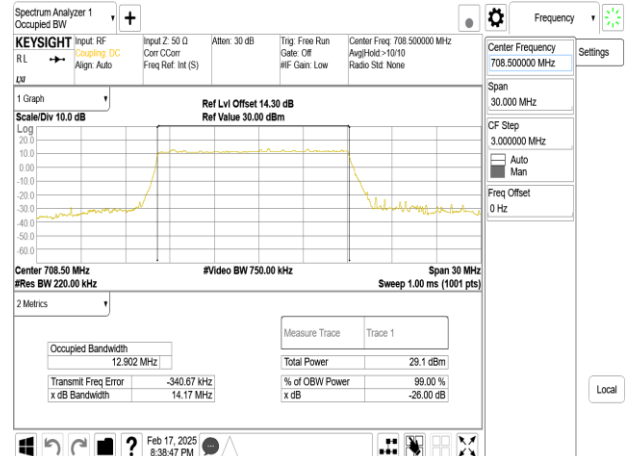 Spectrum Analyzer 1
Occupied BW
Frequency
KEYSIGHT
Input: RF
Coupling: DC
Align: Auto
Input Z: 50 Ω
Corr CCorr
Freq Ref: Int (S)
Atten: 30 dB
Trig: Free Run
Gate: Off
#IF Gain: Low
Center Freq: 708.500000 MHz
Avg|Hold:>10/10
Radio Std: None
RL
LXI
Center Frequency
708.500000 MHz
Settings
Span
30.000 MHz
CF Step
3.000000 MHz
Auto
Man
Freq Offset
0 Hz
Local
1 Graph
Scale/Div 10.0 dB
Ref Lvl Offset 14.30 dB
Ref Value 30.00 dBm
Log
20.0
10.0
0.00
-10.0
-20.0
-30.0
-40.0
-50.0
-60.0
Center 708.50 MHz
#Video BW 750.00 kHz
Span 30 MHz
#Res BW 220.00 kHz
Sweep 1.00 ms (1001 pts)
2 Metrics
Measure Trace Trace 1
Occupied Bandwidth
12.902 MHz
Total Power 29.1 dBm
Transmit Freq Error -340.67 kHz
% of OBW Power 99.00 %
x dB Bandwidth 14.17 MHz
x dB -26.00 dB
?
Feb 17, 2025
8:38:47 PM